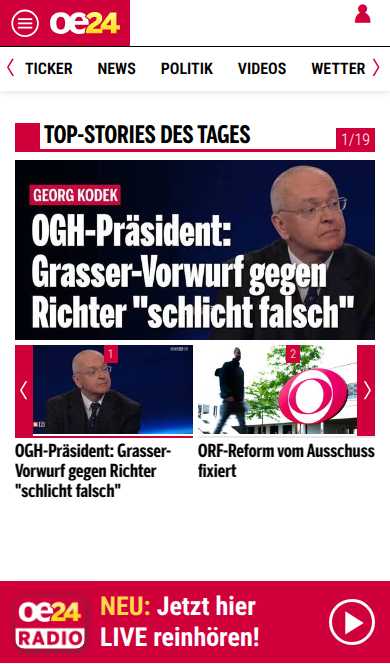 oe24
TICKER NEWS POLITIK VIDEOS WETTER
TOP-STORIES DES TAGES
1/19
GEORG KODEK
OGH-Präsident:
Grasser-Vorwurf gegen
Richter "schlicht falsch"
1
2
OGH-Präsident: Grasser-
Vorwurf gegen Richter
"schlicht falsch"
ORF-Reform vom Ausschuss
fixiert
oe24
RADIO
NEU: Jetzt hier
LIVE reinhören!